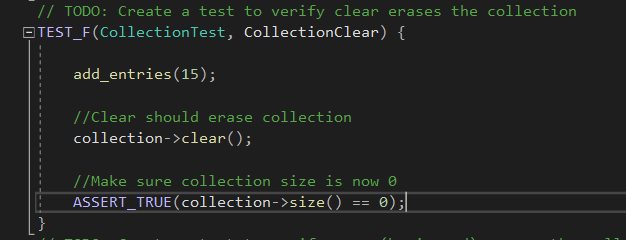 // TODO: Create a test to verify clear erases the collection
TEST_F(CollectionTest, CollectionClear) {
add_entries(15);
//Clear should erase collection
collection->clear();
//Make sure collection size is now 0
ASSERT_TRUE(collection->size() == 0);
}